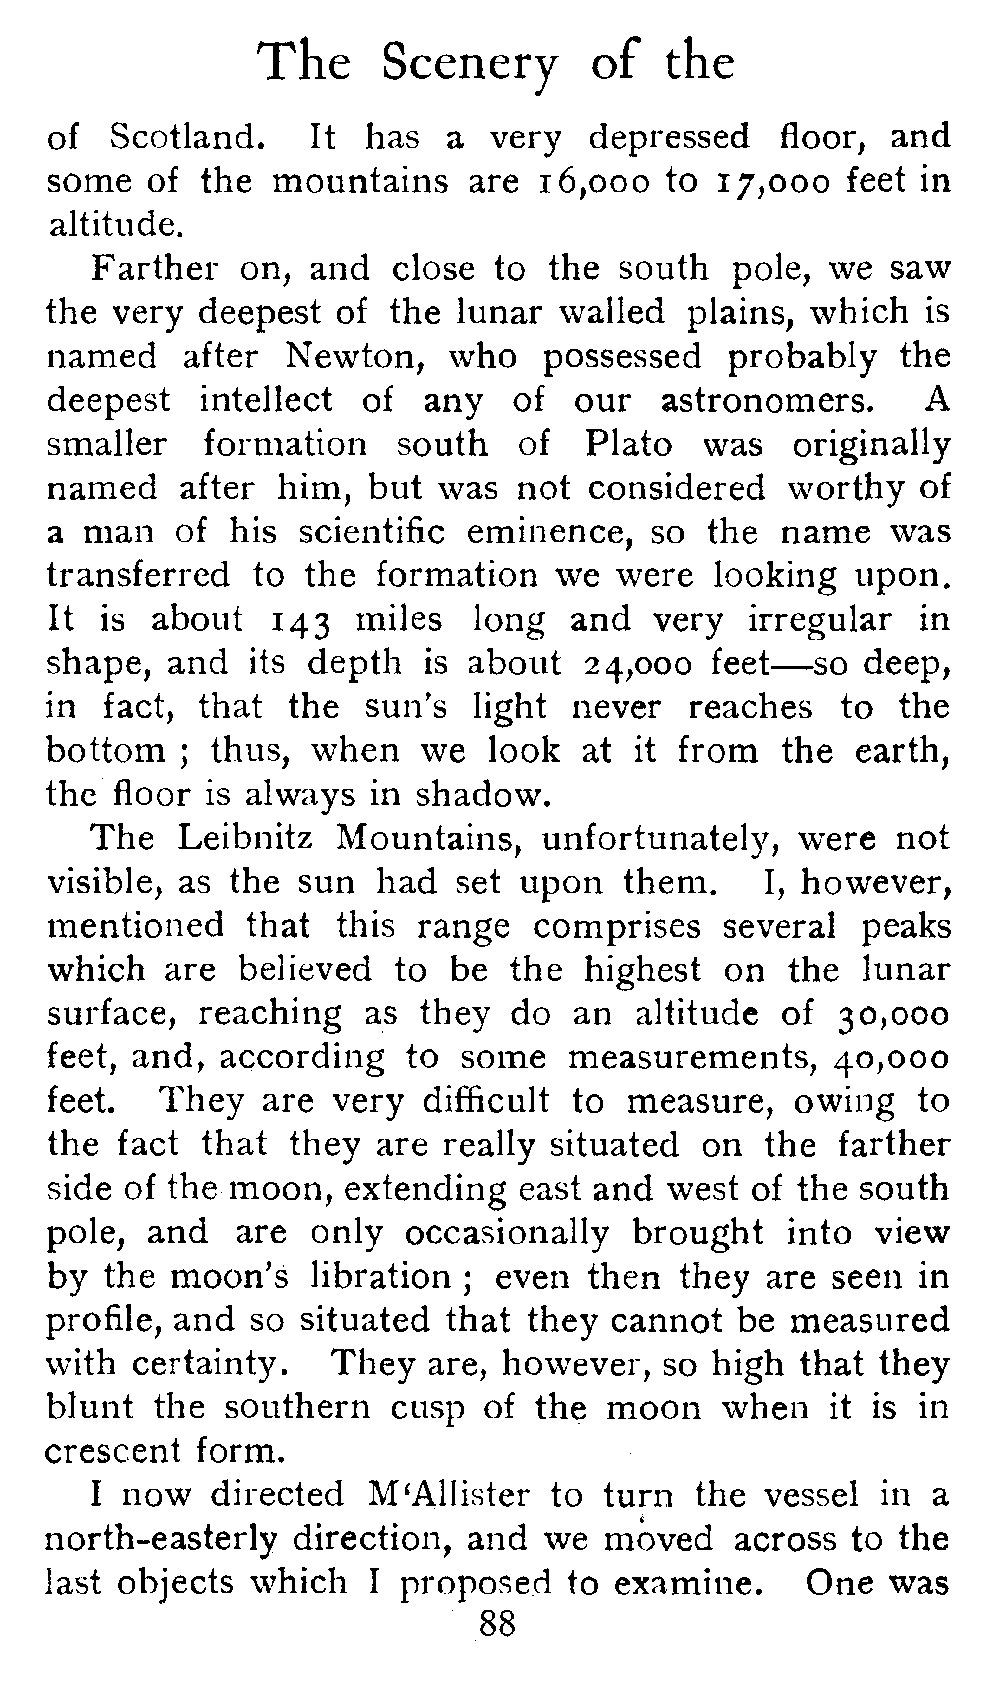 The Scenery of the
of Scotland. It has a very depressed floor, and
some of the mountains are 16,000 to 17,000 feet in
altitude.
Farther on, and close to the south pole, we saw
the very deepest of the lunar walled plains, which is
named after Newton, who possessed probably the
deepest intellect of any of our astronomers. A
smaller formation south of Plato was originally
named after him, but was not considered worthy of
a man of his scientific eminence, so the name was
transferred to the formation we were looking upon.
It is about 143 miles long and very irregular in
shape, and its depth is about 24,000 feet—so deep,
in fact, that the sun's light never reaches to the
bottom ; thus, when we look at it from the earth,
the floor is always in shadow.
The Leibnitz Mountains, unfortunately, were not
visible, as the sun had set upon them. I, however,
mentioned that this range comprises several peaks
which are believed to be the highest on the lunar
surface, reaching as they do an altitude of 30,000
feet, and, according to some measurements, 40,000
feet. They are very difficult to measure, owing to
the fact that they are really situated on the farther
side of the moon, extending east and west of the south
pole, and are only occasionally brought into view
by the moon's libration ; even then they are seen in
profile, and so situated that they cannot be measured
with certainty. They are, however, so high that they
blunt the southern cusp of the moon when it is in
crescent form.
I now directed M'Allister to turn the vessel in a
north-easterly direction, and we moved across to the
last objects which I proposed to examine. One was
88